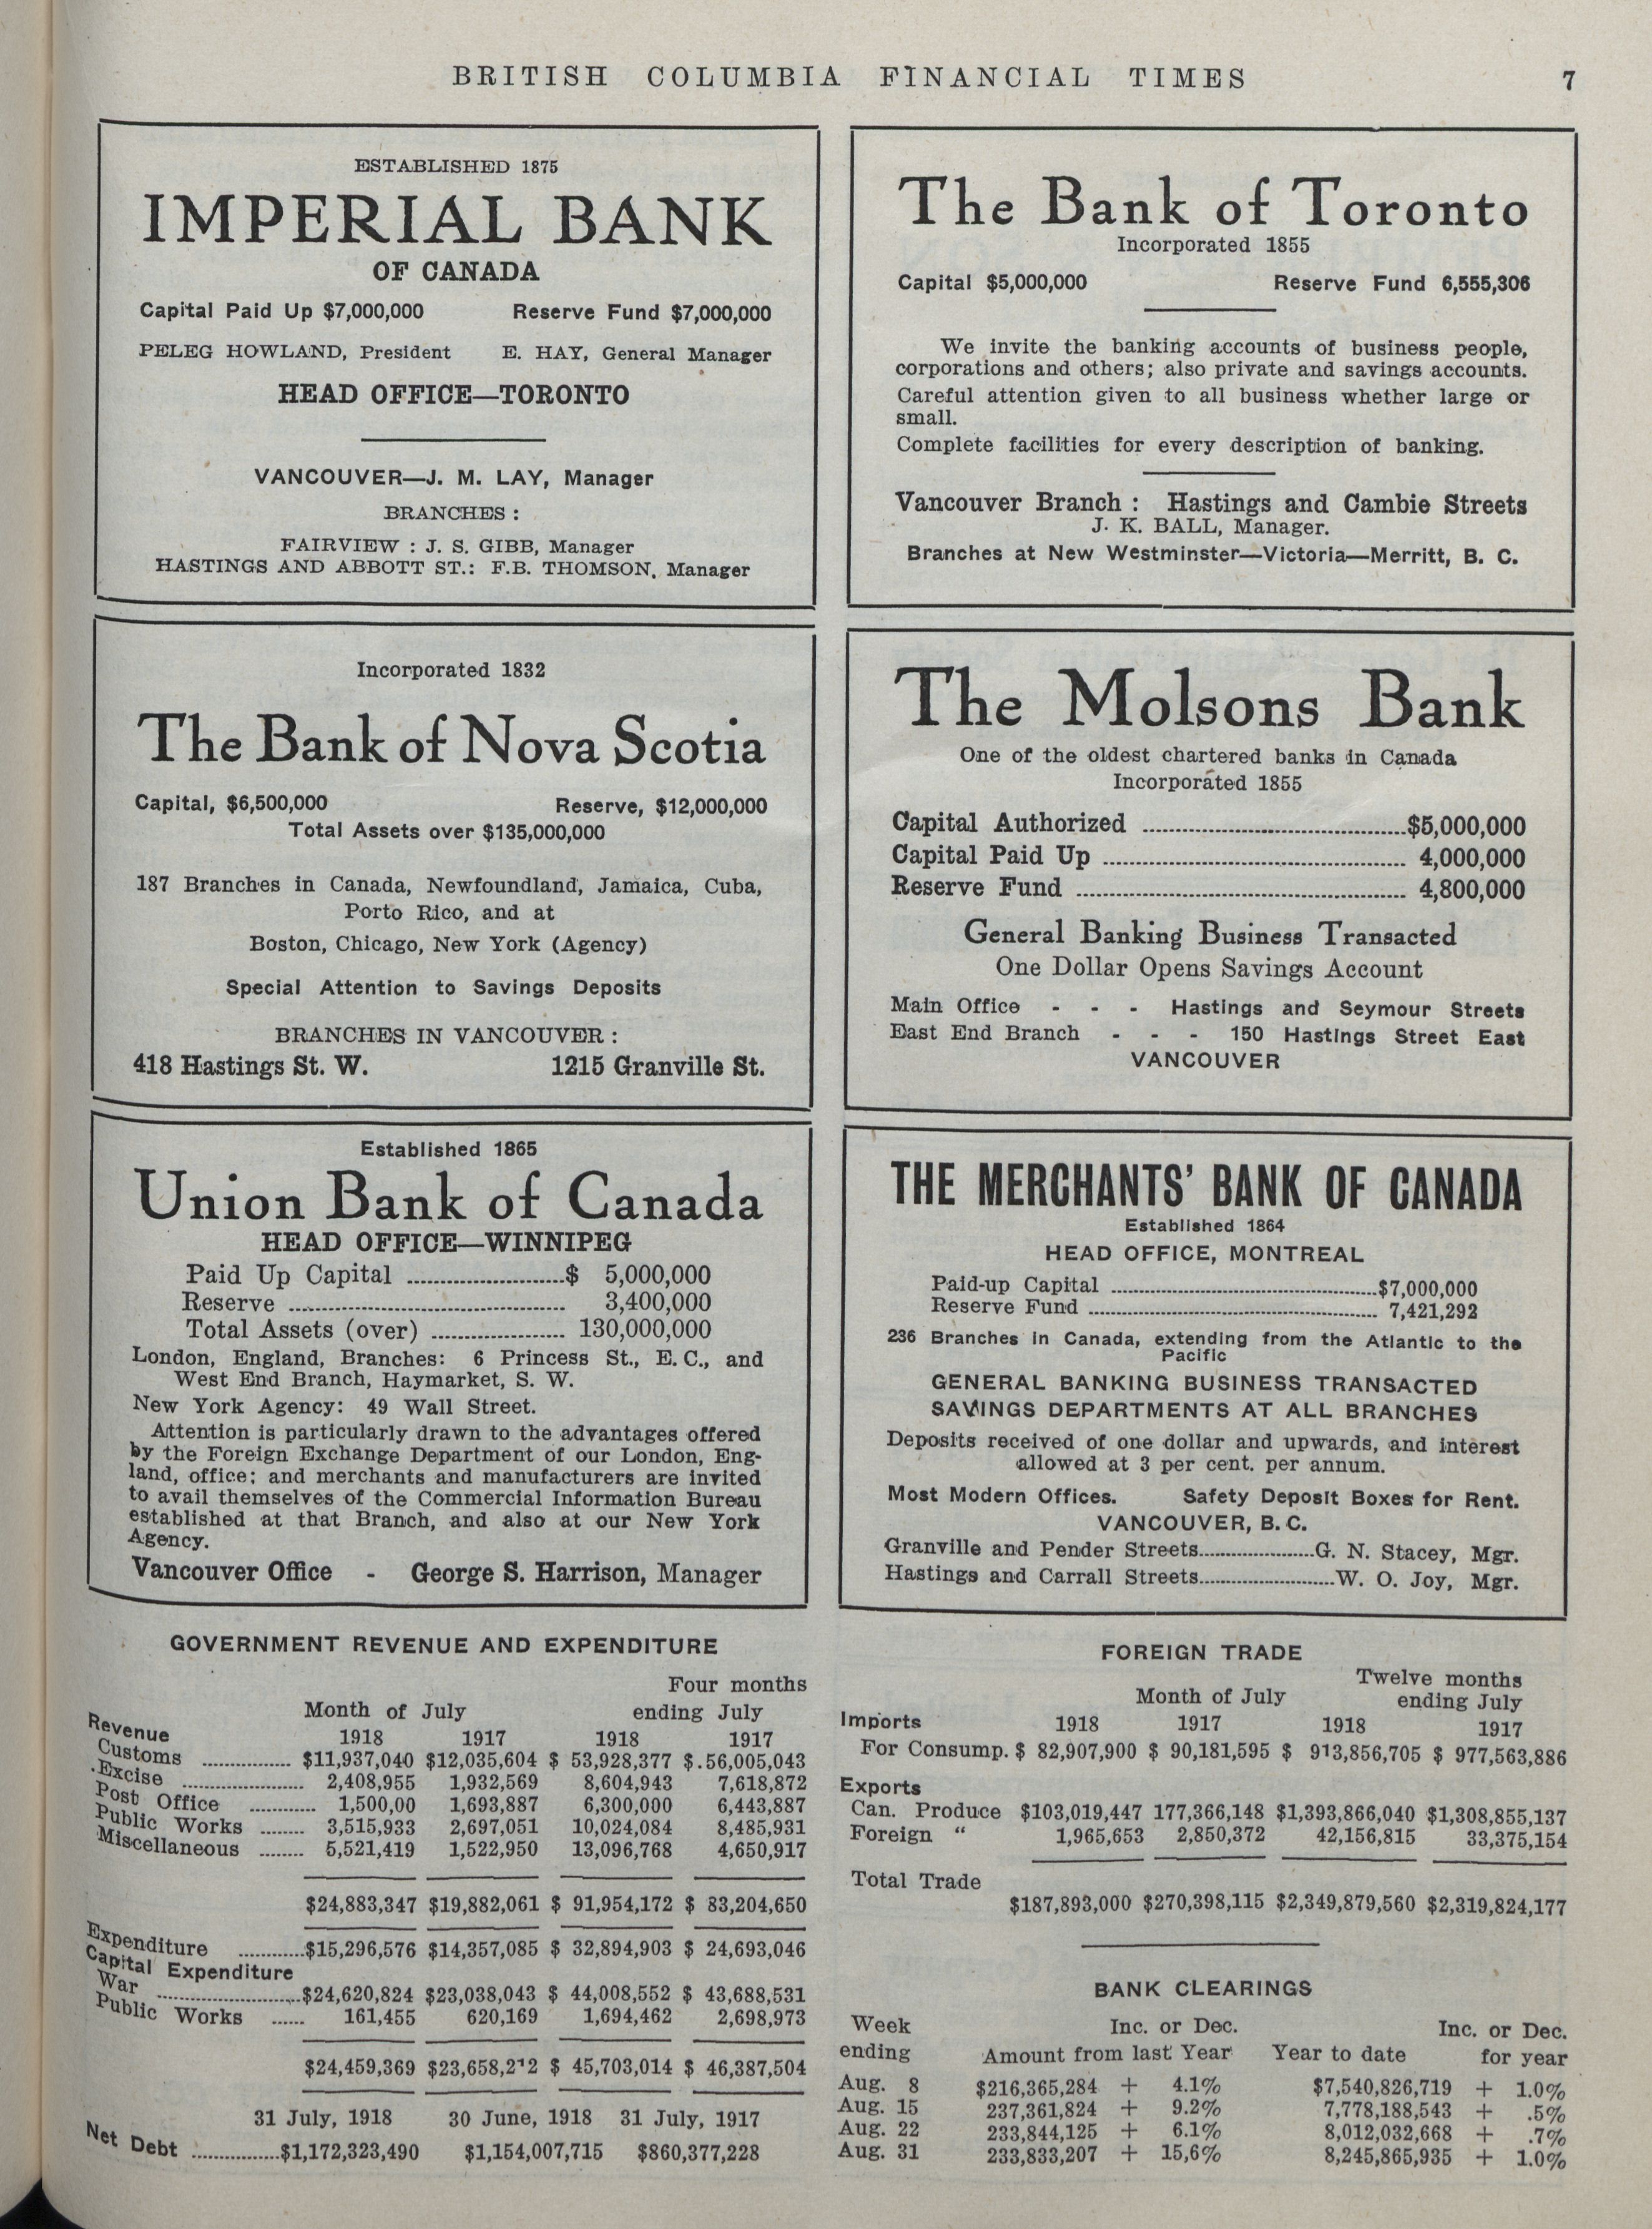 BRITISH COLUMBIA FINANCIAL TIMES 7
ESTABLISHED 1875
IMPERIAL BANK
OF CANADA
Capital Paid Up $7,000,000 Reserve Fund $7,000,000
PELEG HOWLAND, President E. HAY, General Manager
HEAD OFFICE—TORONTO
VANCOUVER—J. M. LAY, Manager
BRANCHES :
FAIRVIEW : J. S. GIBB, Manager
HASTINGS AND ABBOTT ST.: F.B. THOMSON, Manager
The Bank of Toronto
Incorporated 1855
Capital $5,000,000 Reserve Fund 6,555,306
We invite the banking accounts of business people,
corporations and others; also private and savings accounts.
Careful attention given to all business whether large or
small.
Complete facilities for every description of banking.
Vancouver Branch : Hastings and Cambie Streets
J. K. BALL, Manager.
Branches at New Westminster—Victoria—Merritt, B. C.
Incorporated 1832
The Bank of Nova Scotia
Capital, $6,500,000 Reserve, $12,000,000
Total Assets over $135,000,000
187 Branches in Canada, Newfoundland, Jamaica, Cuba,
Porto Rico, and at
Boston, Chicago, New York (Agency)
Special Attention to Savings Deposits
BRANCHES IN VANCOUVER :
418 Hastings St. W. 1215 Granville St.
The Molsons Bank
One of the oldest chartered banks in Canada
Incorporated 1855
Capital Authorized ........ $5,000,000
Capital Paid Up ........ 4,000,000
Reserve Fund ........ 4,800,000
General Banking Business Transacted
One Dollar Opens Savings Account
Main Office - - - Hastings and Seymour Streets
East End Branch - - - 150 Hastings Street East
VANCOUVER
Established 1865
Union Bank of Canada
HEAD OFFICE—WINNIPEG
Paid Up Capital ........ $ 5,000,000
Reserve ........ 3,400,000
Total Assets (over) ........ 130,000,000
London, England, Branches: 6 Princess St., E. C., and
West End Branch, Haymarket, S. W.
New York Agency: 49 Wall Street.
Attention is particularly drawn to the advantages offered
by the Foreign Exchange Department of our London, Eng-
land, office; and merchants and manufacturers are invited
to avail themselves of the Commercial Information Bureau
established at that Branch, and also at our New York
Agency.
Vancouver Office - George S. Harrison, Manager
THE MERCHANTS' BANK OF CANADA
Established 1864
HEAD OFFICE, MONTREAL
Paid-up Capital ........ $7,000,000
Reserve Fund ........ 7,421,292
236 Branches in Canada, extending from the Atlantic to the
Pacific
GENERAL BANKING BUSINESS TRANSACTED
SAVINGS DEPARTMENTS AT ALL BRANCHES
Deposits received of one dollar and upwards, and interest
allowed at 3 per cent. per annum.
Most Modern Offices. Safety Deposit Boxes for Rent.
VANCOUVER, B. C.
Granville and Pender Streets........G. N. Stacey, Mgr.
Hastings and Carrall Streets........W. O. Joy, Mgr.
GOVERNMENT REVENUE AND EXPENDITURE
Four months
Month of July ending July
Revenue 1918 1917 1918 1917
Customs ........ $11,937,040 $12,035,604 $ 53,928,377 $.56,005,043
Excise ........ 2,408,955 1,932,569 8,604,943 7,618,872
Post Office ........ 1,500,00 1,693,887 6,300,000 6,443,887
Public Works ........ 3,515,933 2,697,051 10,024,084 8,485,931
Miscellaneous ........ 5,521,419 1,522,950 13,096,768 4,650,917
$24,883,347 $19,882,061 $ 91,954,172 $ 83,204,650
Expenditure ........ $15,296,576 $14,357,085 $ 32,894,903 $ 24,693,046
Capital Expenditure
War ........ $24,620,824 $23,038,043 $ 44,008,552 $ 43,688,531
Public Works ...... 161,455 620,169 1,694,462 2,698,973
$24,459,369 $23,658,212 $ 45,703,014 $ 46,387,504
31 July, 1918 30 June, 1918 31 July, 1917
Net Debt ........ $1,172,323,490 $1,154,007,715 $860,377,228
FOREIGN TRADE
Twelve months
Month of July ending July
Imports 1918 1917 1918 1917
For Consump. $ 82,907,900 $ 90,181,595 $ 913,856,705 $ 977,563,886
Exports
Can. Produce $103,019,447 177,366,148 $1,393,866,040 $1,308,855,137
Foreign " 1,965,653 2,850,372 42,156,815 33,375,154
Total Trade
$187,893,000 $270,398,115 $2,349,879,560 $2,319,824,177
BANK CLEARINGS
Week Inc. or Dec. Inc. or Dec.
ending Amount from last Year Year to date for year
Aug. 8 $216,365,284 + 4.1% $7,540,826,719 + 1.0%
Aug. 15 237,361,824 + 9.2% 7,778,188,543 + .5%
Aug. 22 233,844,125 + 6.1% 8,012,032,668 + .7%
Aug. 31 233,833,207 + 15,6% 8,245,865,935 + 1.0%